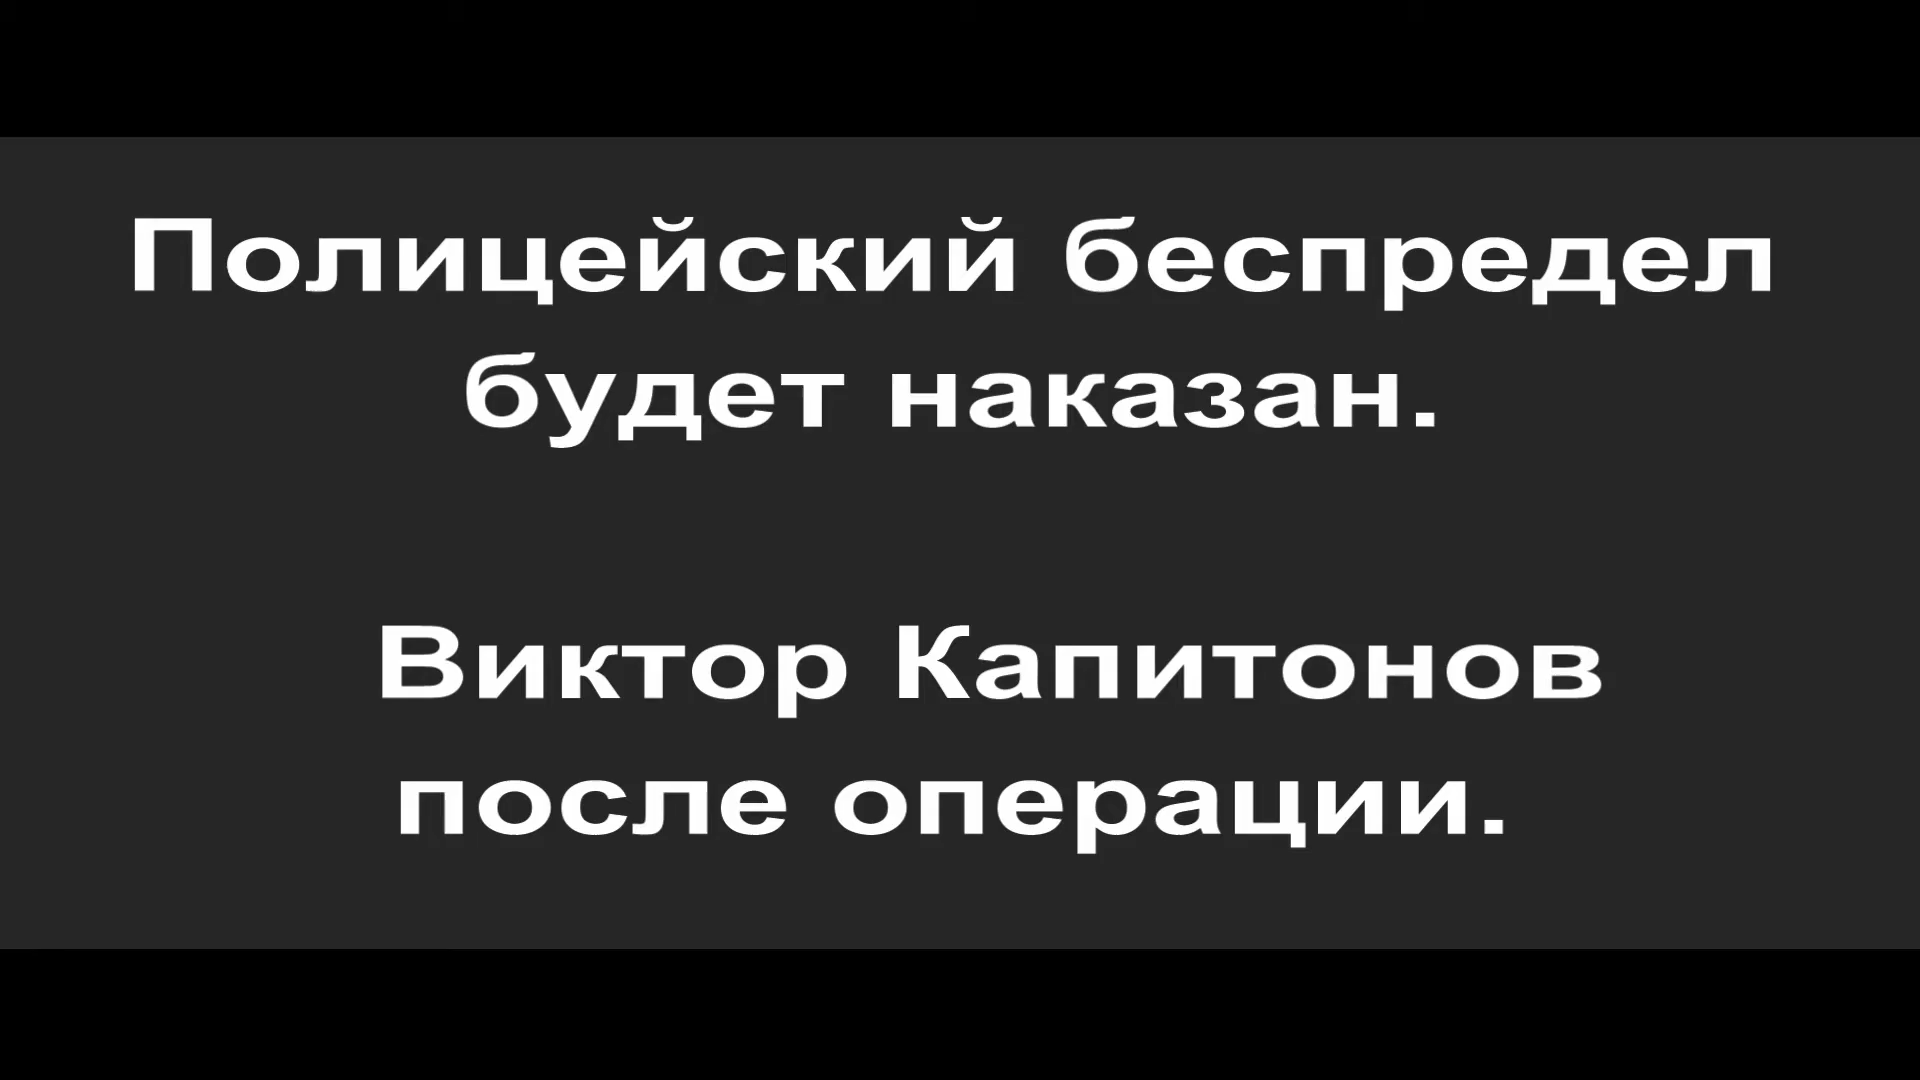 Полицейский беспредел
будет наказан.
Виктор Капитонов
после операции.